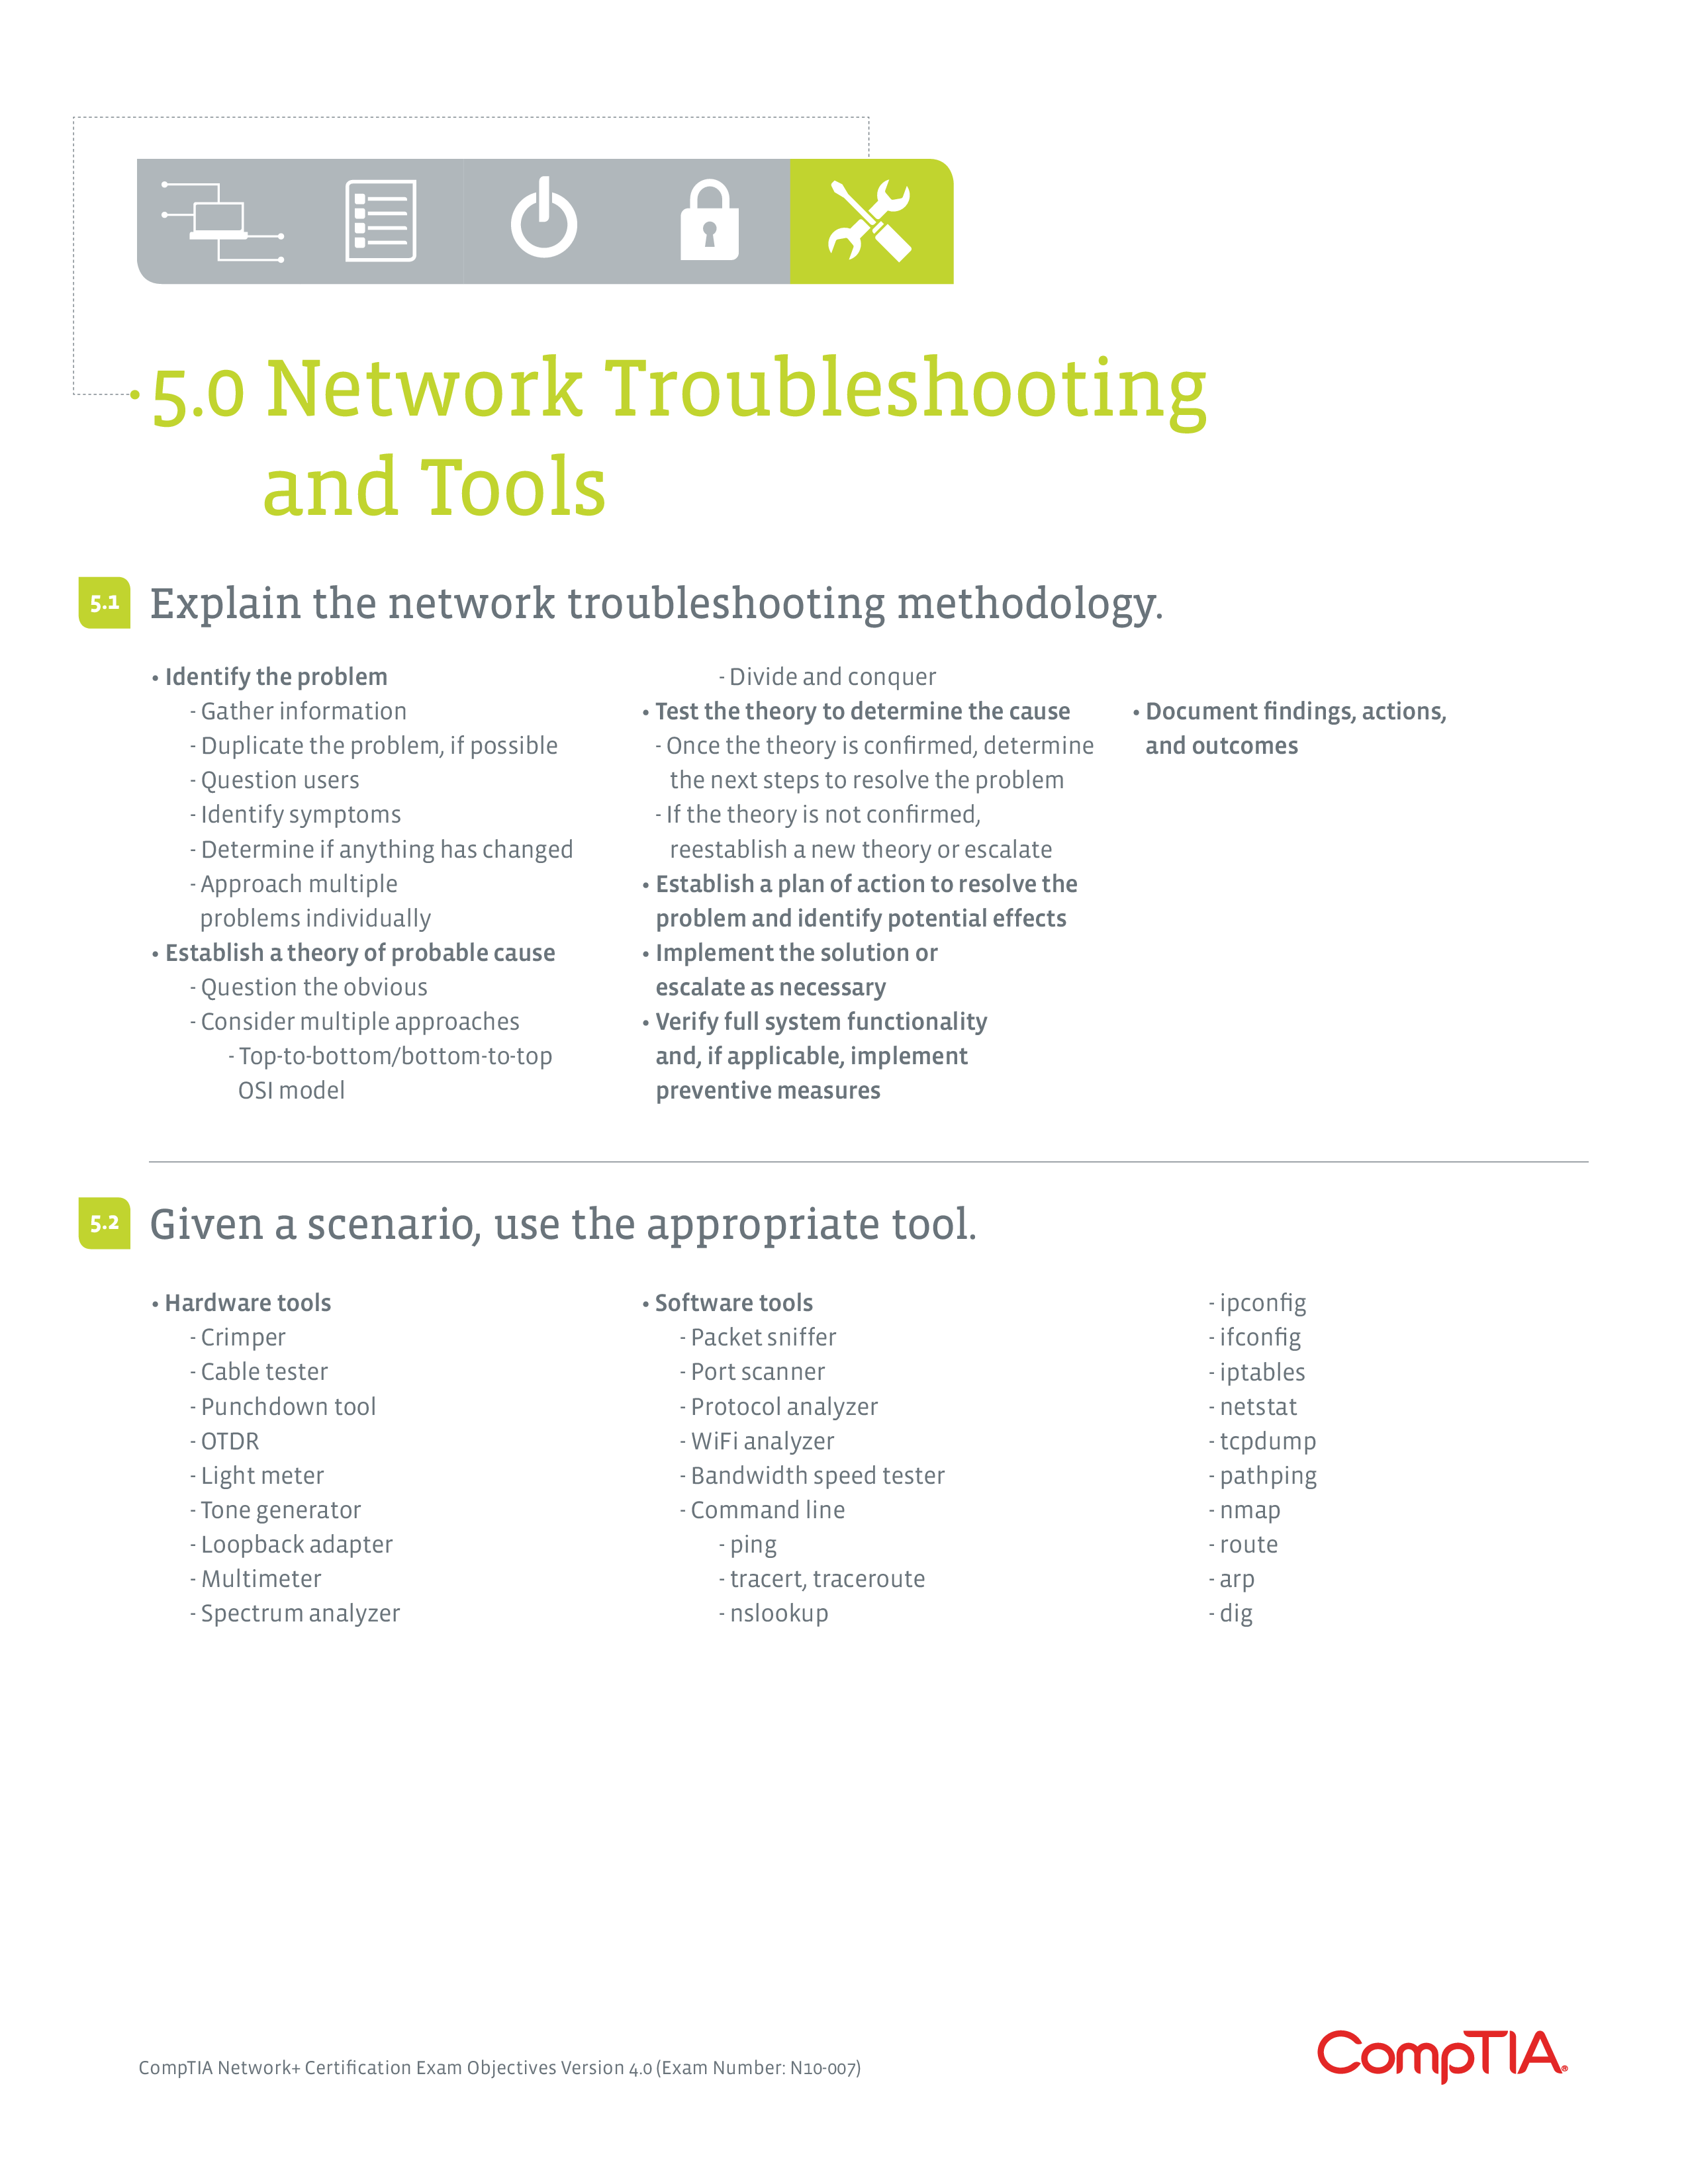 5.0 Network Troubleshooting
and Tools
5.1 Explain the network troubleshooting methodology.
• Identify the problem
- Gather information
- Duplicate the problem, if possible
- Question users
- Identify symptoms
- Determine if anything has changed
- Approach multiple
problems individually
• Establish a theory of probable cause
- Question the obvious
- Consider multiple approaches
- Top-to-bottom/bottom-to-top
OSI model
- Divide and conquer
• Test the theory to determine the cause
- Once the theory is confirmed, determine
the next steps to resolve the problem
- If the theory is not confirmed,
reestablish a new theory or escalate
• Establish a plan of action to resolve the
problem and identify potential effects
• Implement the solution or
escalate as necessary
• Verify full system functionality
and, if applicable, implement
preventive measures
• Document findings, actions,
and outcomes
5.2 Given a scenario, use the appropriate tool.
• Hardware tools
- Crimper
- Cable tester
- Punchdown tool
- OTDR
- Light meter
- Tone generator
- Loopback adapter
- Multimeter
- Spectrum analyzer
• Software tools
- Packet sniffer
- Port scanner
- Protocol analyzer
- WiFi analyzer
- Bandwidth speed tester
- Command line
- ping
- tracert, traceroute
- nslookup
- ipconfig
- ifconfig
- iptables
- netstat
- tcpdump
- pathping
- nmap
- route
- arp
- dig
CompTIA Network+ Certification Exam Objectives Version 4.0 (Exam Number: N10-007)
CompTIA®